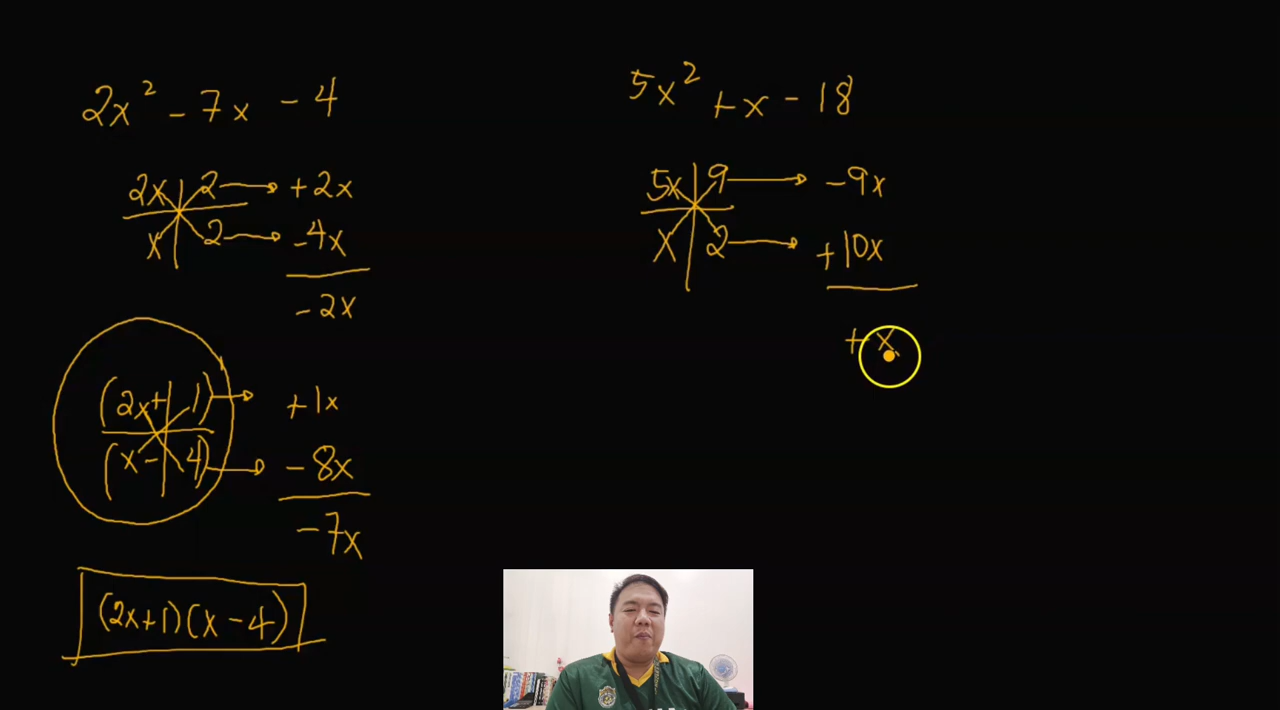 2x² - 7x - 4
2x 2 → +2x
x 2 → -4x
-2x
(2x + 1) → +1x
(x - 4) → -8x
-7x
(2x+1)(x-4)
5x² + x - 18
5x 9 → -9x
x 2 → +10x
+x